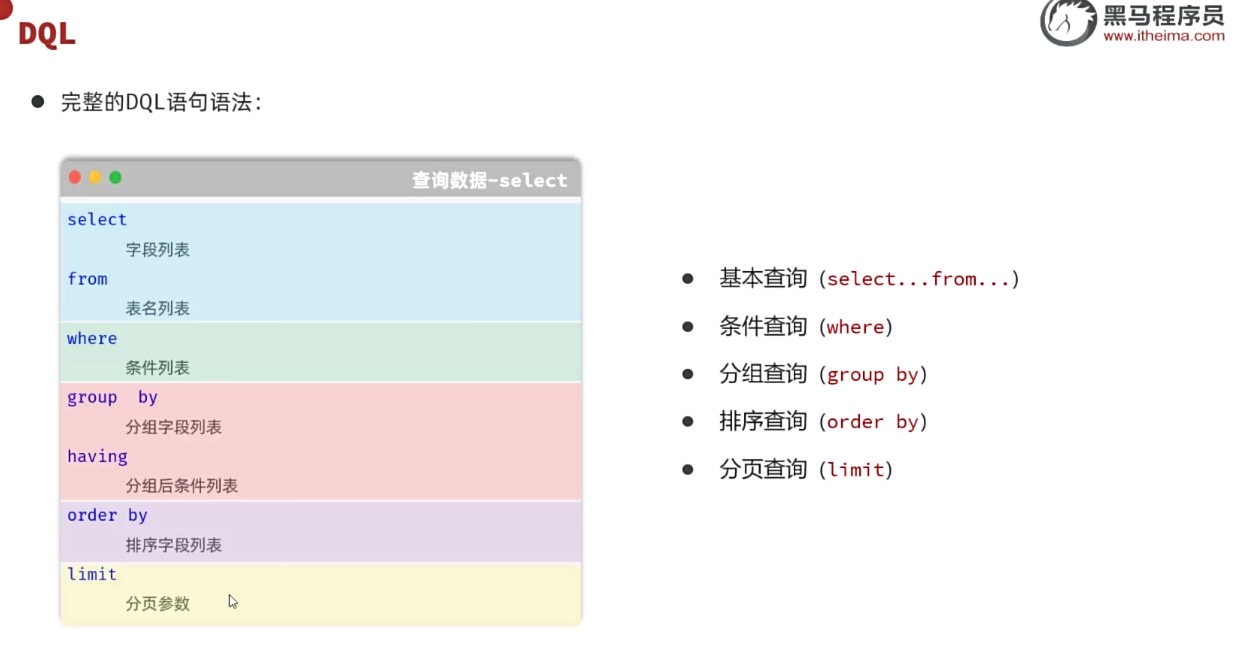 DQL
黑马程序员
www.itheima.com
完整的DQL语句语法：
查询数据-select
select
字段列表
from
表名列表
where
条件列表
group  by
分组字段列表
having
分组后条件列表
order by
排序字段列表
limit
分页参数
基本查询（select...from...）
条件查询（where）
分组查询（group by）
排序查询（order by）
分页查询（limit）